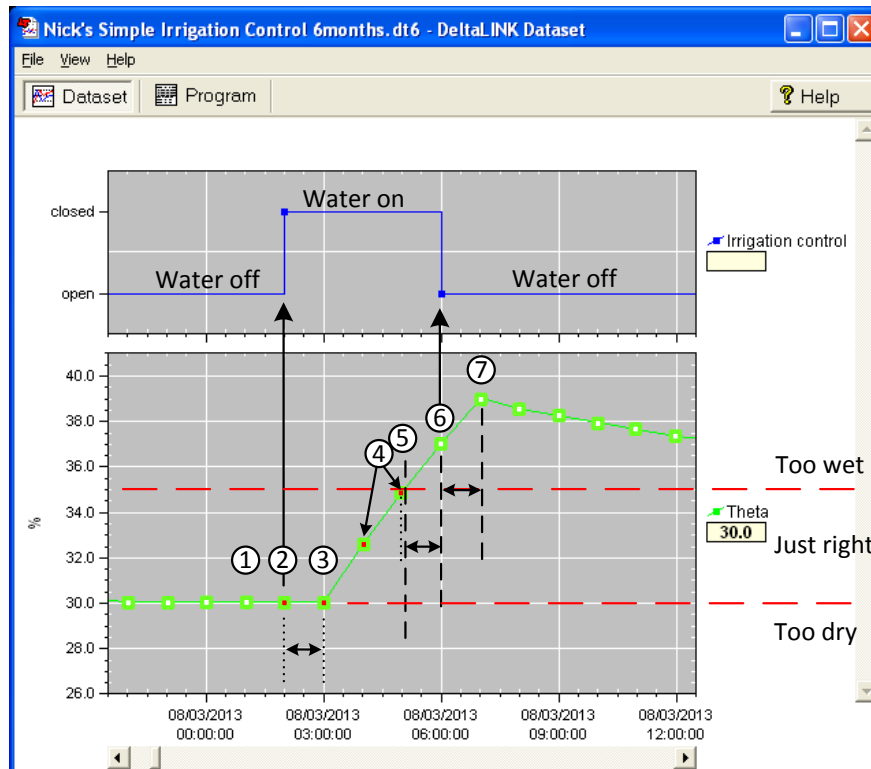 Nick's Simple Irrigation Control 6months.dt6 - DeltaLINK Dataset
File View Help
Dataset Program ? Help
closed
Water on
Irrigation control
Water off
Water off
open
40.0
7
38.0
6
5
36.0
4
Too wet
34.0
Theta
%
30.0
Just right
32.0
1 2 3
30.0
Too dry
28.0
26.0
08/03/2013 08/03/2013 08/03/2013 08/03/2013 08/03/2013
00:00:00 03:00:00 06:00:00 09:00:00 12:00:00